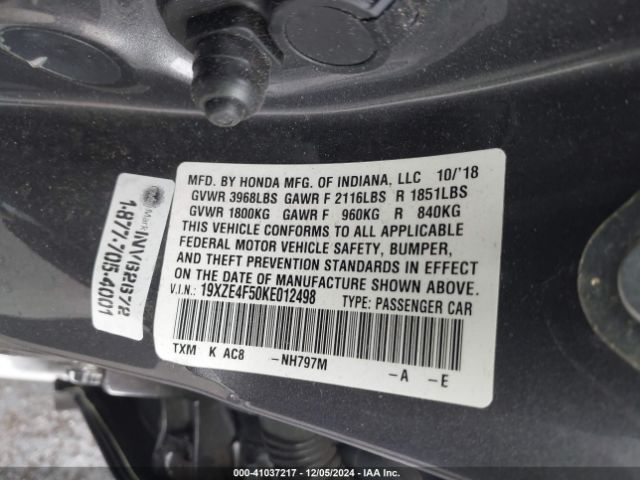 MFD. BY HONDA MFG. OF INDIANA, LLC 10/'18
GVWR 3968LBS GAWR F 2116LBS R 1851LBS
GVWR 1800KG GAWR F 960KG R 840KG
THIS VEHICLE CONFORMS TO ALL APPLICABLE
FEDERAL MOTOR VEHICLE SAFETY, BUMPER,
AND THEFT PREVENTION STANDARDS IN EFFECT
ON THE DATE OF MANUFACTURE SHOWN ABOVE.
V.I.N.: 19XZE4F50KE012498 TYPE: PASSENGER CAR
TXM K AC8 -NH797M -A -E
Mark
1-877-705-4001
000-41037217 - 12/05/2024 - IAA Inc.